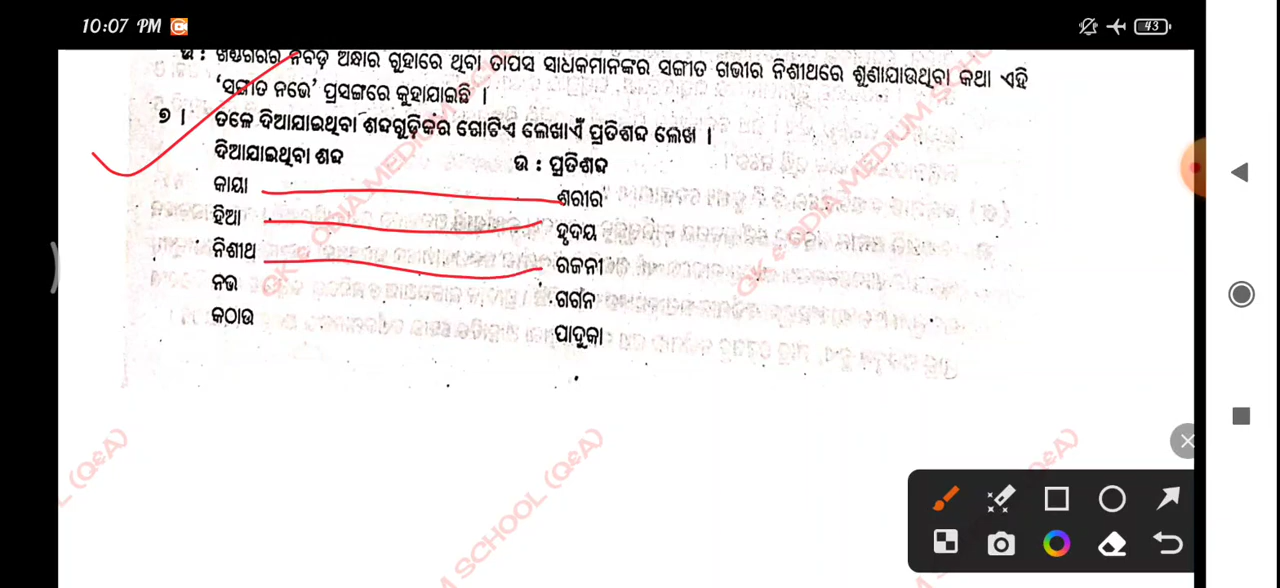 10:07 PM
43
ଉ : ଖଣ୍ଡଗିରିର ନିବିଡ଼ ଅନ୍ଧାର ଗୁହାରେ ଥିବା ତାପସ ସାଧକମାନଙ୍କର ସଙ୍ଗୀତ ଗଭୀର ନିଶୀଥରେ ଶୁଣାଯାଉଥିବା କଥା ଏହି
‘ସଙ୍ଗୀତ ନଭେ’ ପ୍ରସଙ୍ଗରେ କୁହାଯାଇଛି ।
୭ । ତଳେ ଦିଆଯାଇଥିବା ଶବ୍ଦଗୁଡ଼ିକର ଗୋଟିଏ ଲେଖାଏଁ ପ୍ରତିଶବ୍ଦ ଲେଖ ।
ଦିଆଯାଇଥିବା ଶବ୍ଦ ଉ : ପ୍ରତିଶବ୍ଦ
କାୟା ଶରୀର
ହିଆ ହୃଦୟ
ନିଶୀଥ ରଜନୀ
ନଭ ଗଗନ
କଠାଉ ପାଦୁକା